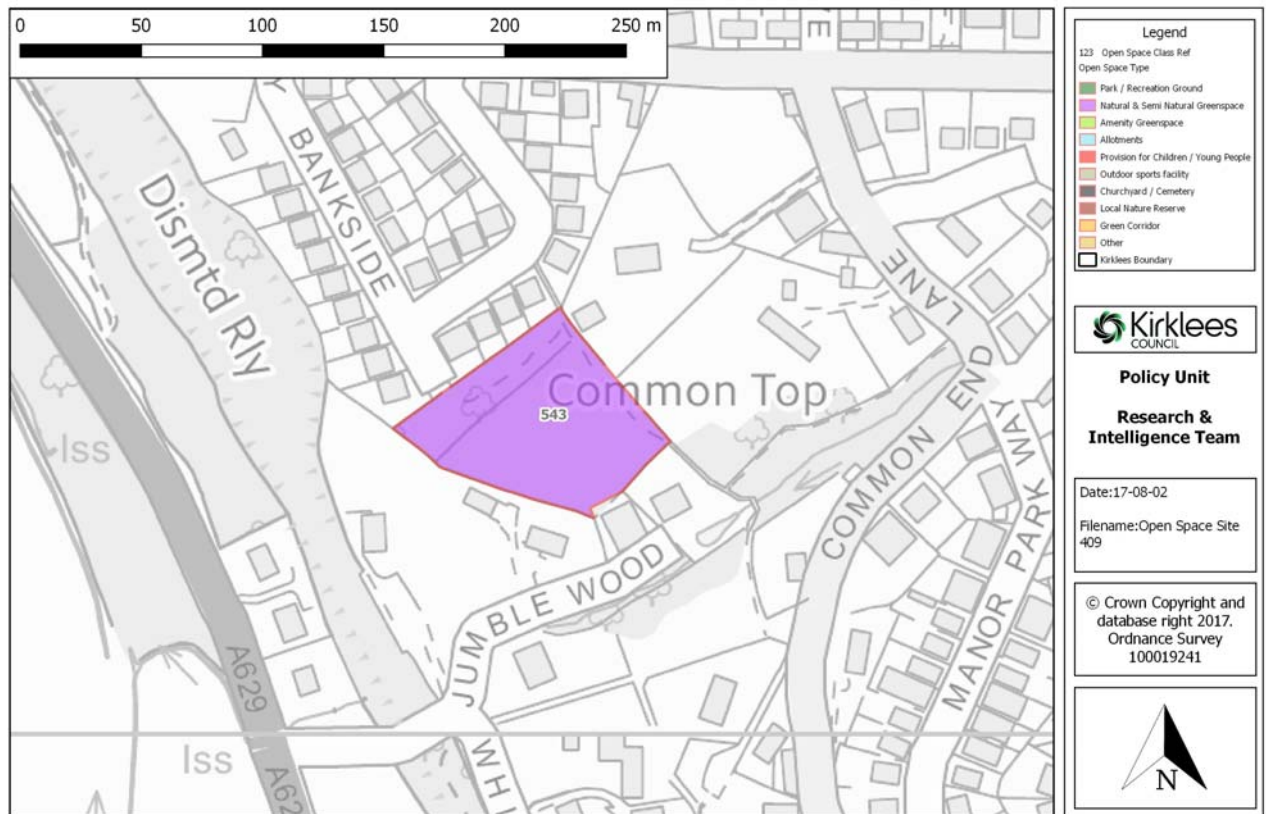 0 50 100 150 200 250 m
BANKSIDE
Dismtd Rly
LANE
Common Top
543
COMMON END
Iss
JUMBLE WOOD
MANOR PARK WAY
A629
Iss
WHI
A62
Legend
123 Open Space Class Ref
Open Space Type
Park / Recreation Ground
Natural & Semi Natural Greenspace
Amenity Greenspace
Allotments
Provision for Children / Young People
Outdoor sports facility
Churchyard / Cemetery
Local Nature Reserve
Green Corridor
Other
Kirklees Boundary
Kirklees
COUNCIL
Policy Unit
Research &
Intelligence Team
Date:17-08-02
Filename:Open Space Site
409
© Crown Copyright and
database right 2017.
Ordnance Survey
100019241
N